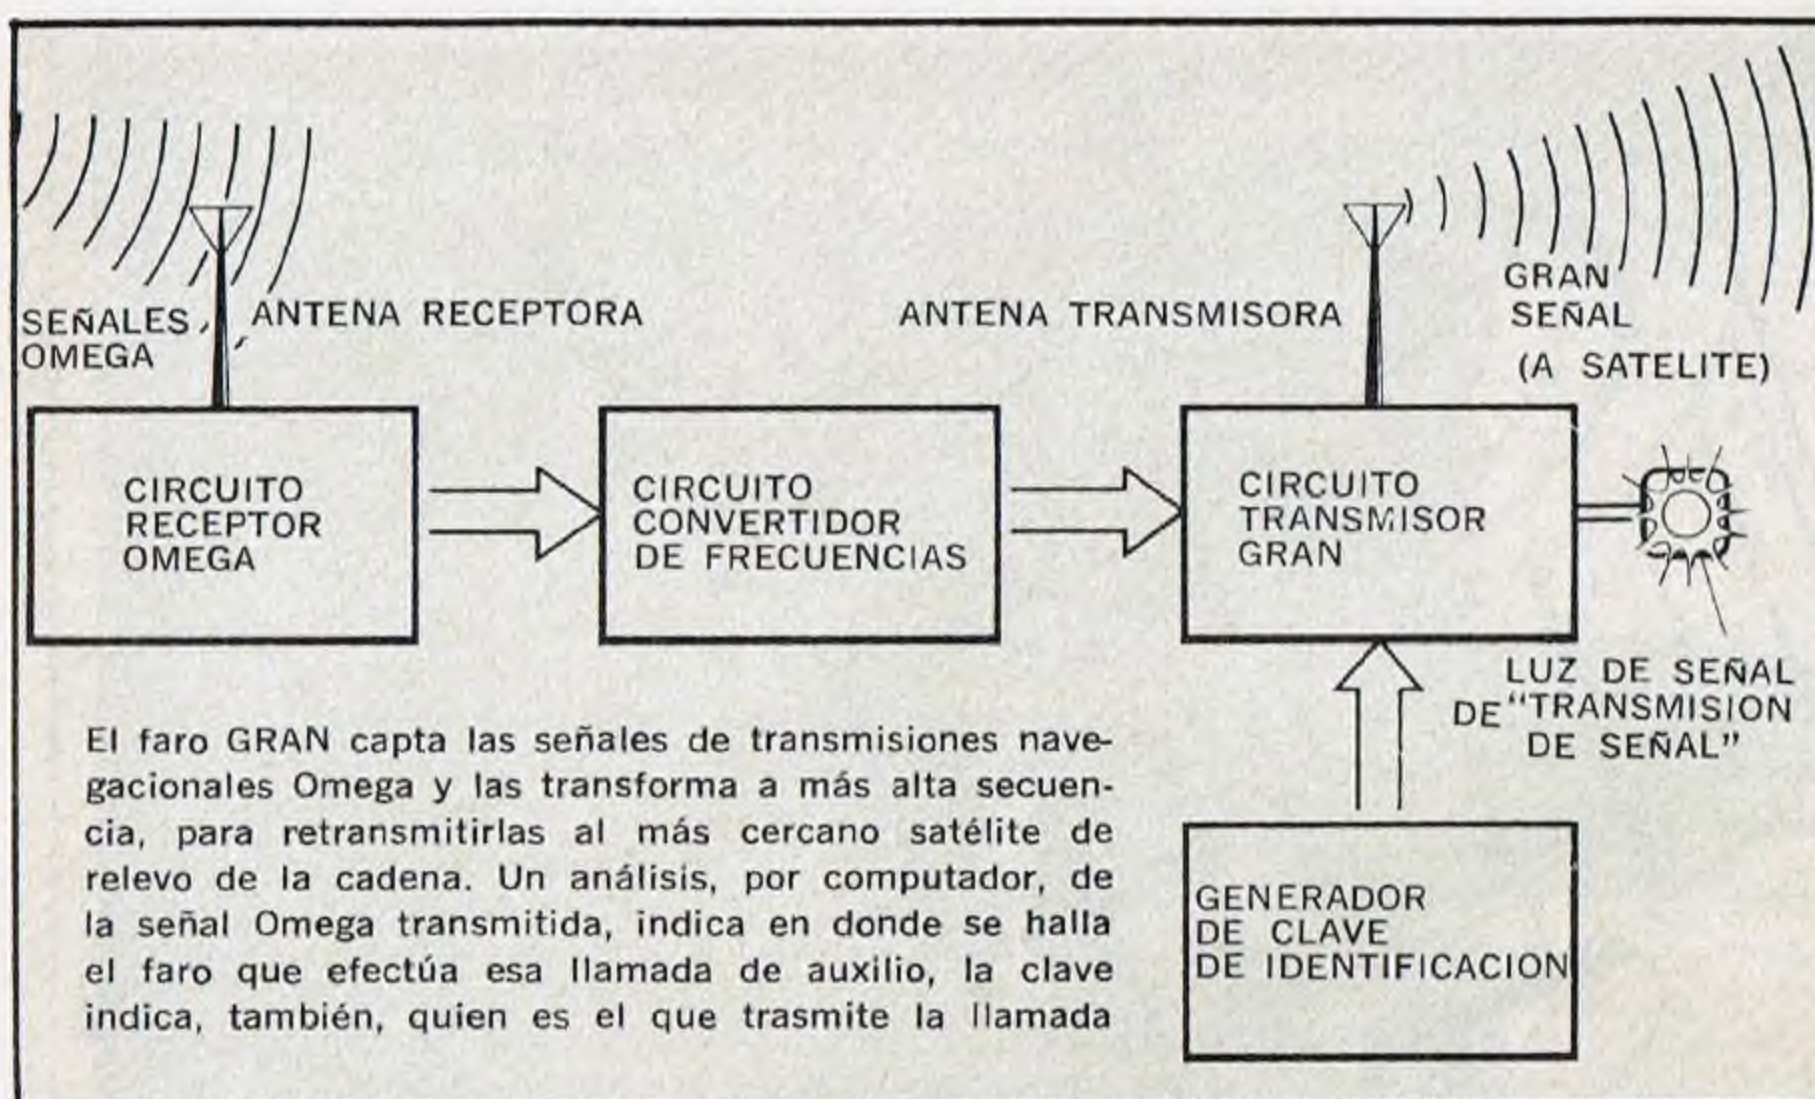 SEÑALES
OMEGA
ANTENA RECEPTORA
ANTENA TRANSMISORA
GRAN
SEÑAL
(A SATELITE)
CIRCUITO
RECEPTOR
OMEGA
CIRCUITO
CONVERTIDOR
DE FRECUENCIAS
CIRCUITO
TRANSMISOR
GRAN
LUZ DE SEÑAL
DE "TRANSMISION
DE SEÑAL"
GENERADOR
DE CLAVE
DE IDENTIFICACION
El faro GRAN capta las señales de transmisiones nave-
gacionales Omega y las transforma a más alta secuen-
cia, para retransmitirlas al más cercano satélite de
relevo de la cadena. Un análisis, por computador, de
la señal Omega transmitida, indica en donde se halla
el faro que efectúa esa llamada de auxilio, la clave
indica, también, quien es el que trasmite la llamada